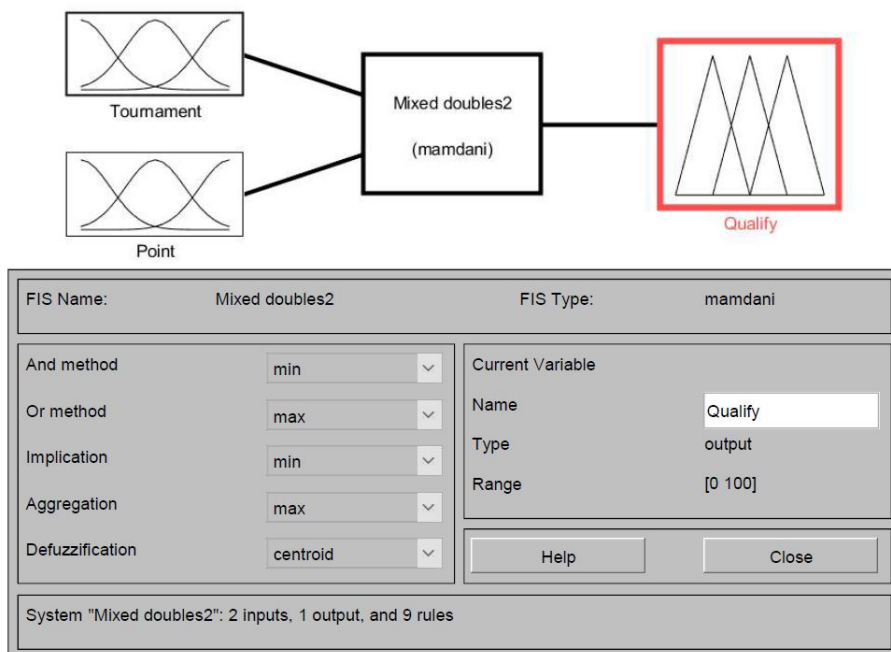 Tournament
Mixed doubles2
(mamdani)
Point
Qualify
FIS Name: Mixed doubles2 FIS Type: mamdani
And method min
Or method max
Implication min
Aggregation max
Defuzzification centroid
Current Variable
Name Qualify
Type output
Range [0 100]
Help Close
System "Mixed doubles2": 2 inputs, 1 output, and 9 rules